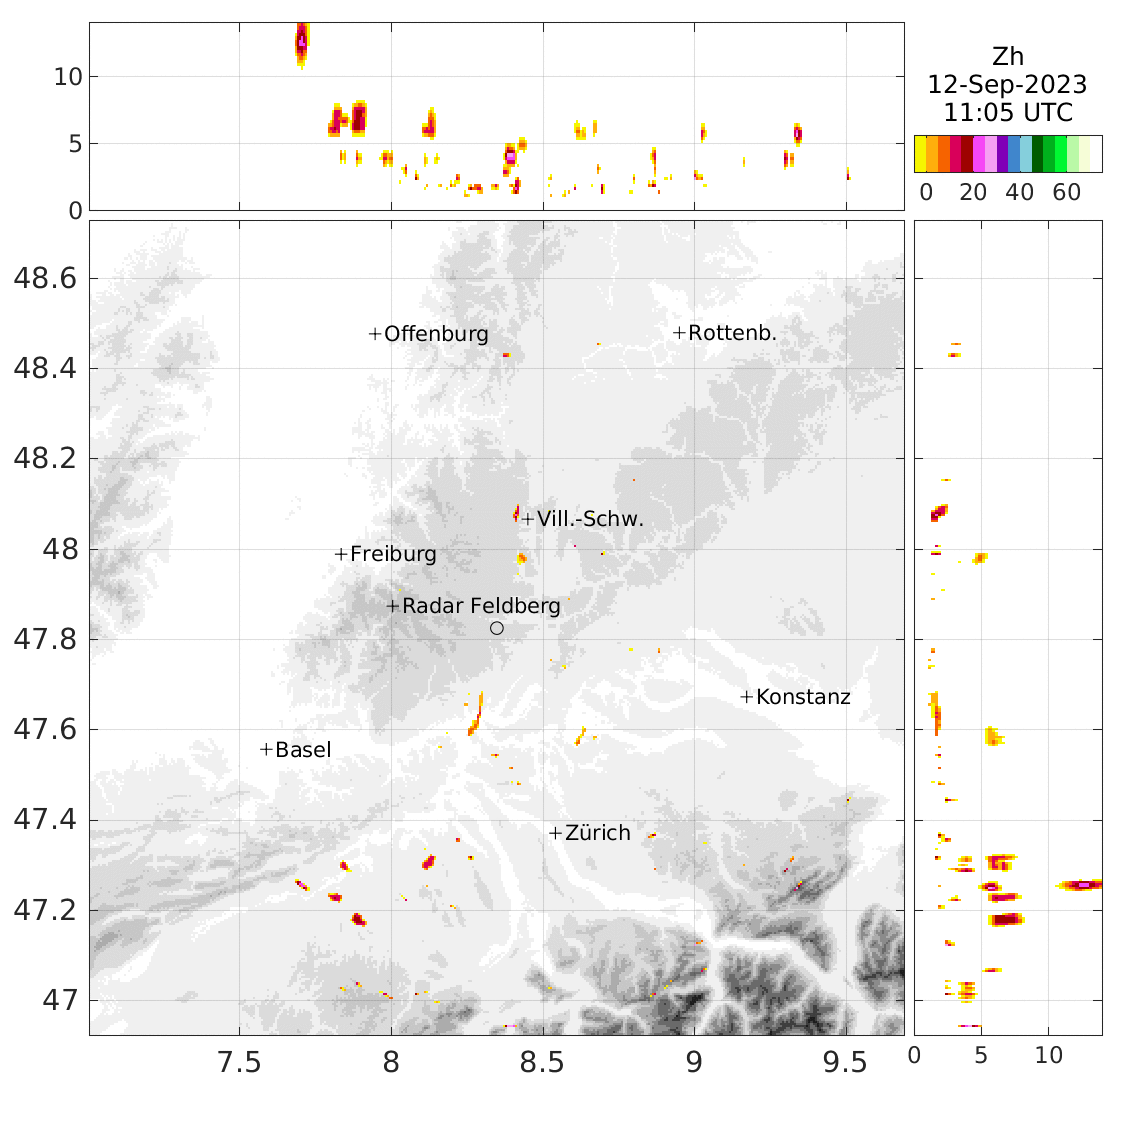 Zh
12-Sep-2023
11:05 UTC
0 20 40 60
10
5
0
48.6
48.4
48.2
48
47.8
47.6
47.4
47.2
47
+Offenburg
+Rottenb.
+Vill.-Schw.
+Freiburg
+Radar Feldberg
+Konstanz
+Basel
+Zürich
7.5 8 8.5 9 9.5
0 5 10